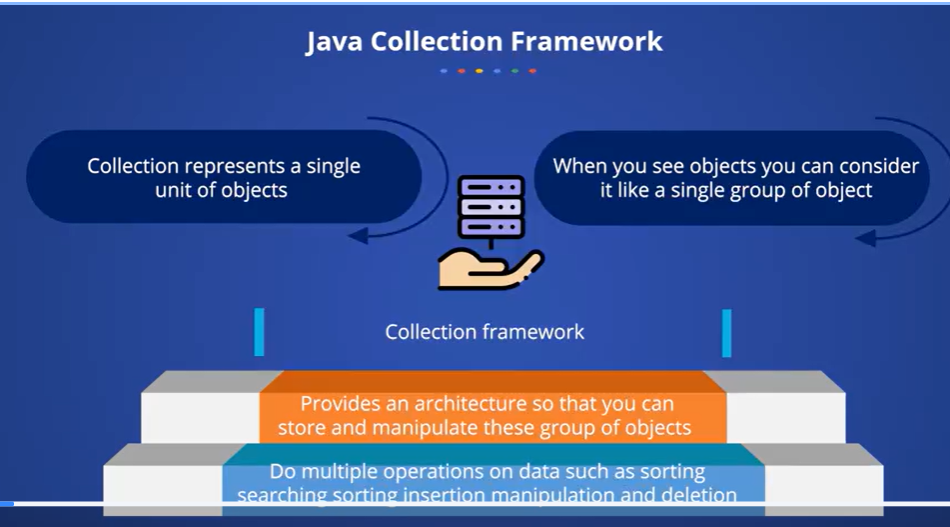 Java Collection Framework
Collection represents a single
unit of objects
When you see objects you can consider
it like a single group of object
Collection framework
Provides an architecture so that you can
store and manipulate these group of objects
Do multiple operations on data such as sorting
searching sorting insertion manipulation and deletion